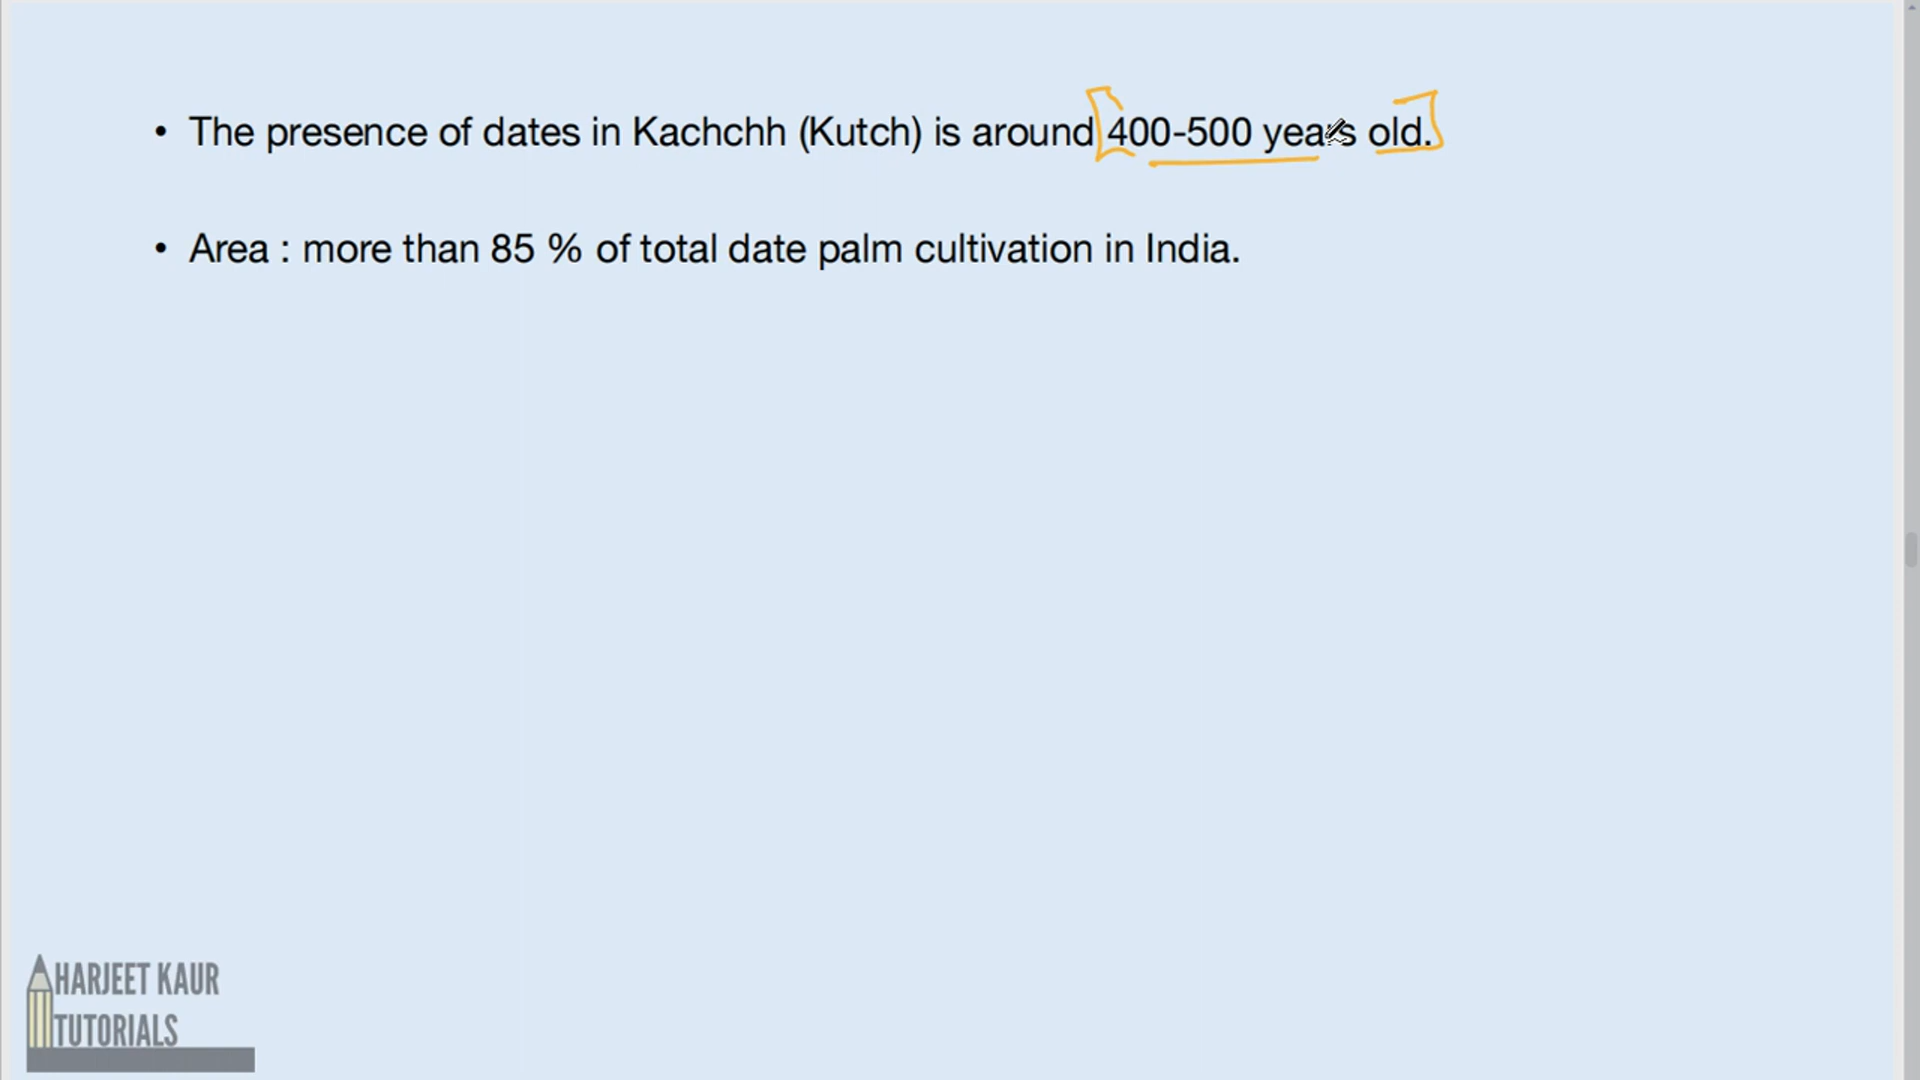 • The presence of dates in Kachchh (Kutch) is around 400-500 years old.
• Area : more than 85 % of total date palm cultivation in India.
HARJEET KAUR
TUTORIALS